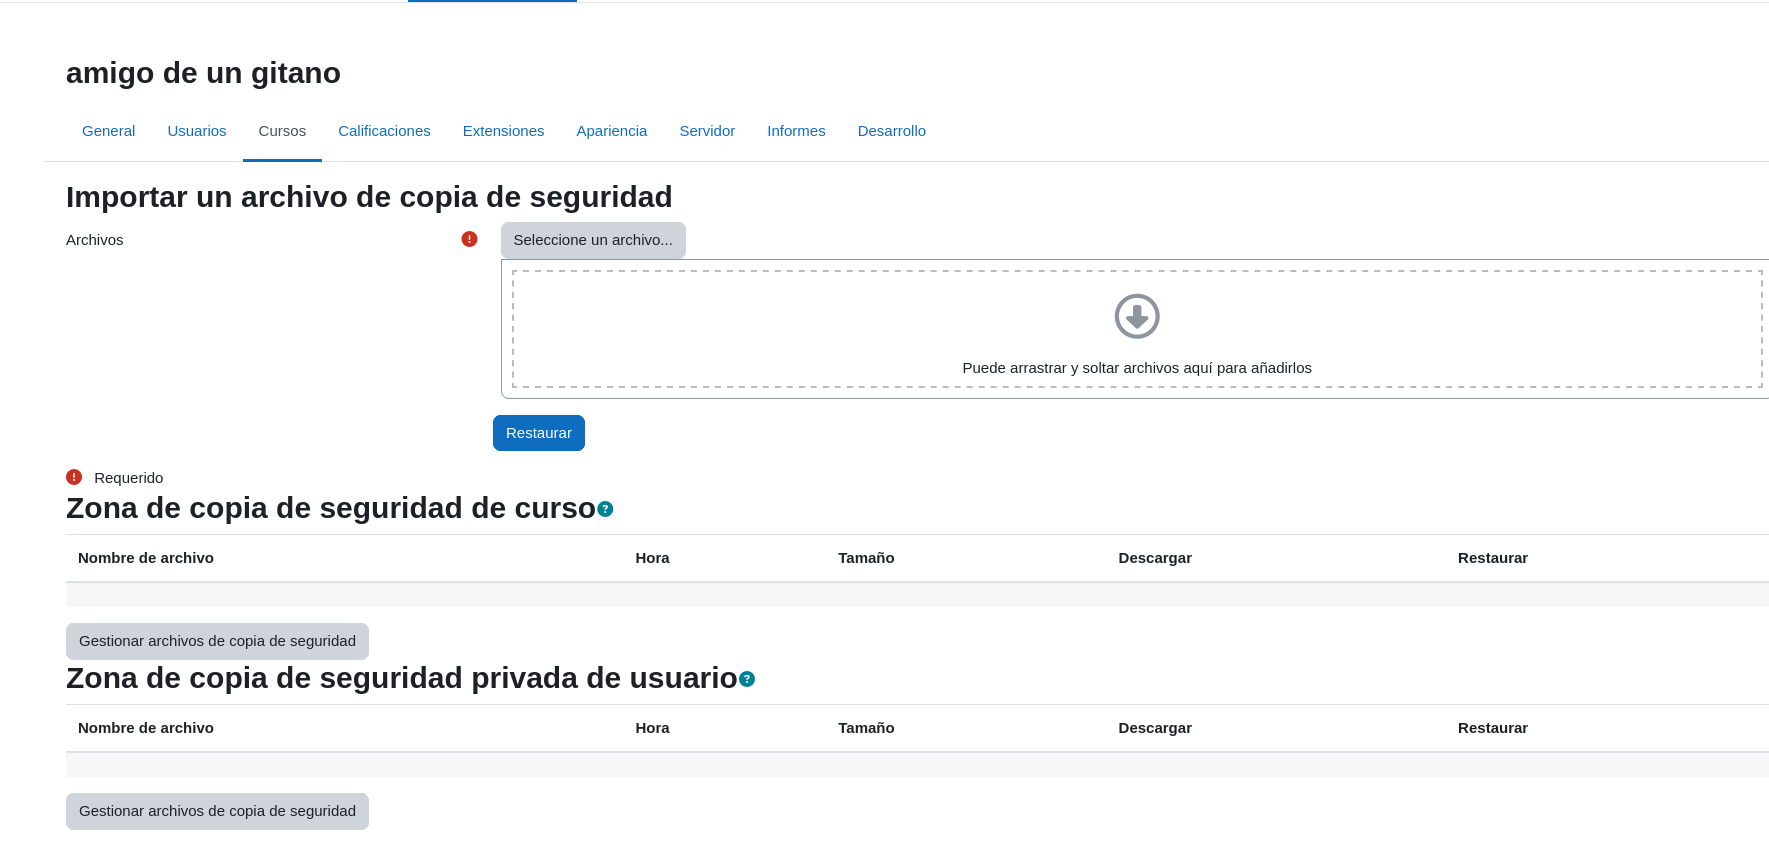 amigo de un gitano
General Usuarios Cursos Calificaciones Extensiones Apariencia Servidor Informes Desarrollo
Importar un archivo de copia de seguridad
Archivos
Seleccione un archivo...
Puede arrastrar y soltar archivos aquí para añadirlos
Restaurar
Requerido
Zona de copia de seguridad de curso
Nombre de archivo Hora Tamaño Descargar Restaurar
Gestionar archivos de copia de seguridad
Zona de copia de seguridad privada de usuario
Nombre de archivo Hora Tamaño Descargar Restaurar
Gestionar archivos de copia de seguridad